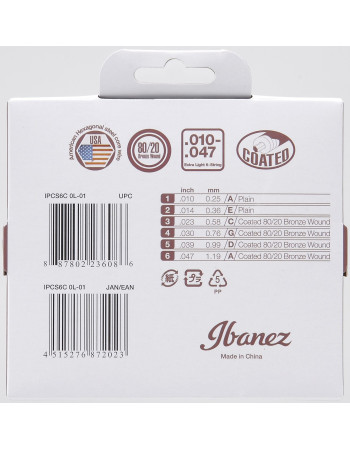 American Hexagonal steel core wire
USA
80/20
Bronze Wound
.010-
.047
Extra Light 6-String
COATED
IPCS6C 0L-01 UPC
8 87802 23608 6
IPCS6C 0L-01 JAN/EAN
4 515276 872023
inch mm
1 .010 0.25 A Plain
2 .014 0.36 E Plain
3 .023 0.58 C Coated 80/20 Bronze Wound
4 .030 0.76 G Coated 80/20 Bronze Wound
5 .039 0.99 D Coated 80/20 Bronze Wound
6 .047 1.19 A Coated 80/20 Bronze Wound
紙
プラ
5
PP
Ibanez
Made in China